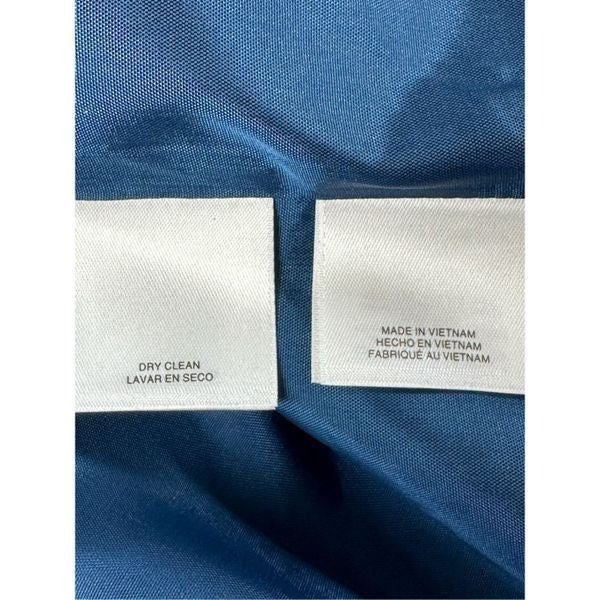 DRY CLEAN
LAVAR EN SECO
MADE IN VIETNAM
HECHO EN VIETNAM
FABRIQUÉ AU VIETNAM